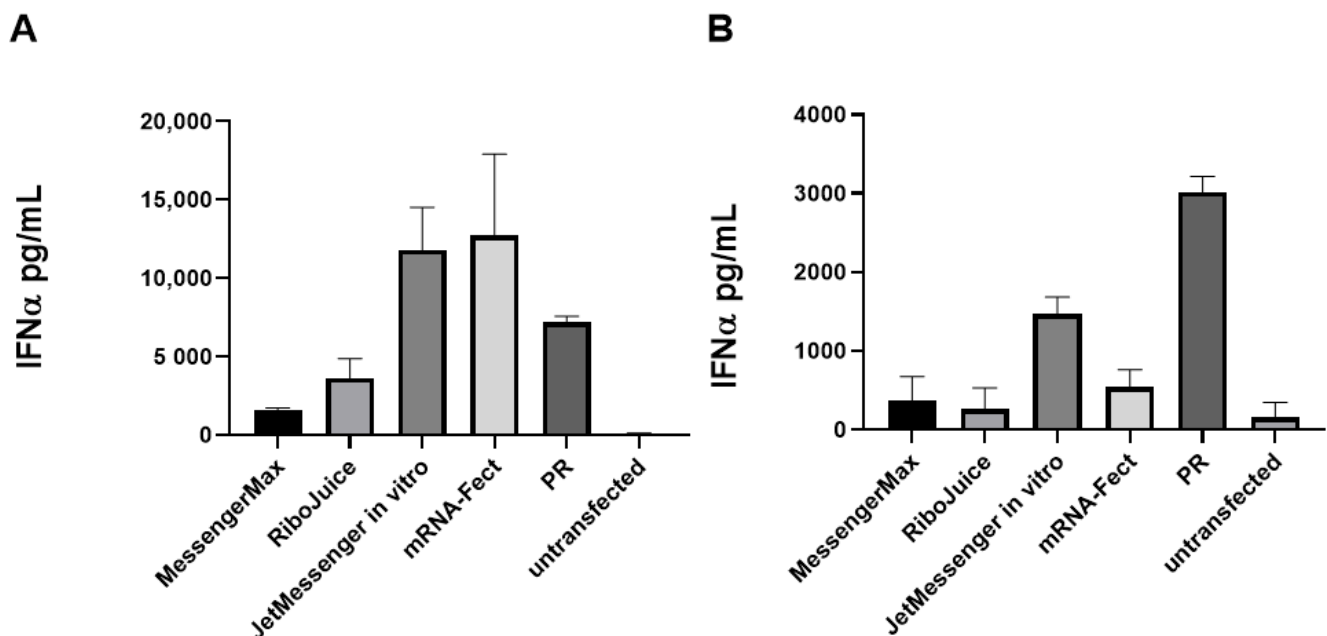 A
IFNα pg/mL
20,000
15,000
10,000
5 000
0
MessengerMax
RiboJuice
JetMessenger in vitro
mRNA-Fect
PR
untransfected
B
IFNα pg/mL
4000
3000
2000
1000
0
MessengerMax
RiboJuice
JetMessenger in vitro
mRNA-Fect
PR
untransfected